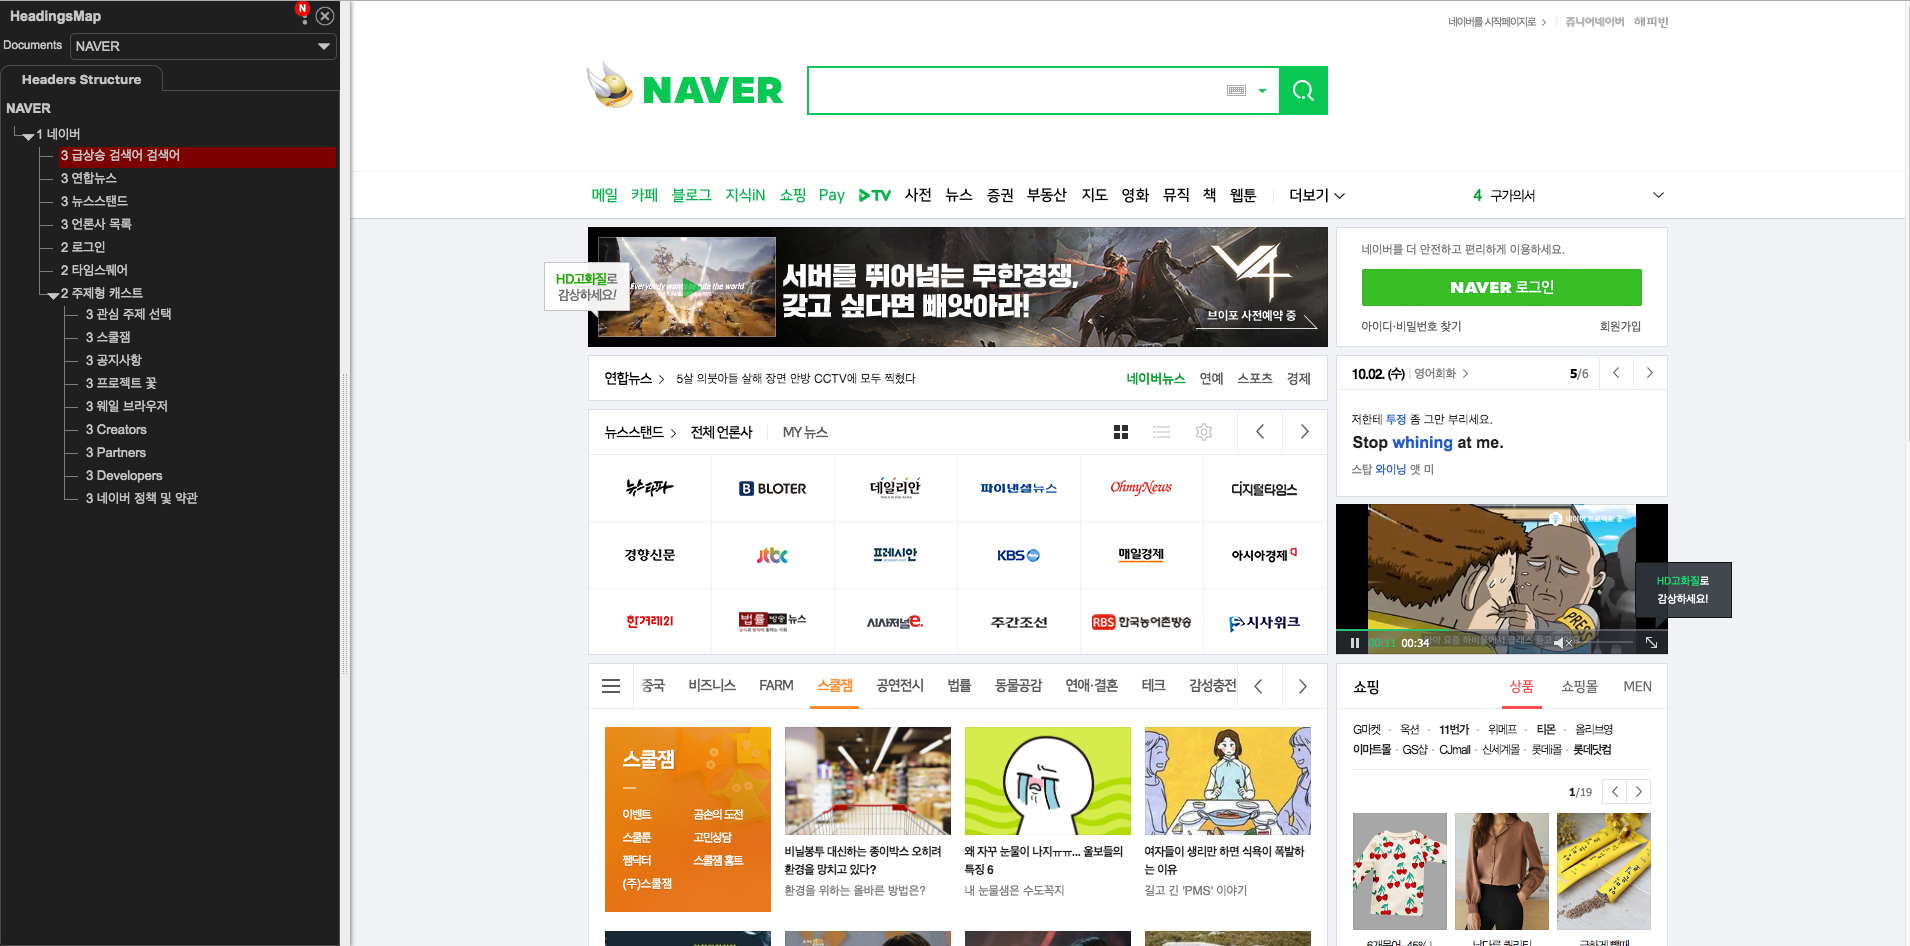 HeadingsMap
N
Documents
NAVER
Headers Structure
NAVER
1 네이버
3 급상승 검색어 검색어
3 연합뉴스
3 뉴스스탠드
3 언론사 목록
2 로그인
2 타임스퀘어
2 주제형 캐스트
3 관심 주제 선택
3 스쿨잼
3 공지사항
3 프로젝트 꽃
3 웨일 브라우저
3 Creators
3 Partners
3 Developers
3 네이버 정책 및 약관
네이버를 시작페이지로
쥬니어네이버 해피빈
NAVER
메일 카페 블로그 지식iN 쇼핑 Pay TV 사전 뉴스 증권 부동산 지도 영화 뮤직 책 웹툰 더보기
4 구가의서
HD고화질로
감상하세요!
Everybody wants to rule the world
서버를 뛰어넘는 무한경쟁,
갖고 싶다면 빼앗아라!
V4
브이포 사전예약 중
네이버를 더 안전하고 편리하게 이용하세요.
NAVER 로그인
아이디·비밀번호 찾기 회원가입
연합뉴스 5살 의붓아들 살해 장면 안방 CCTV에 모두 찍혔다
네이버뉴스 연예 스포츠 경제
10.02. (수) 영어회화 5/6
저한테 투정 좀 그만 부리세요.
Stop whining at me.
스탑 와이닝 앳 미
뉴스스탠드 전체 언론사 MY 뉴스
뉴스타파 BLOTER 데일리안 파이낸셜뉴스 OhmyNews 디지털타임스
경향신문 jtbc 프레시안 KBS 매일경제 아시아경제
한겨레21 법률방송뉴스 시사저널e. 주간조선 RBS 한국농어촌방송 시사위크
네이버 프로젝트 꽃
PRESS
HD고화질로
감상하세요!
00:11 00:34
중국 비즈니스 FARM 스쿨잼 공연전시 법률 동물공감 연애·결혼 테크 감성충전
쇼핑 상품 쇼핑몰 MEN
G마켓 · 옥션 · 11번가 · 위메프 · 티몬 · 올리브영
이마트몰 · GS샵 · CJmall · 신세계몰 · 롯데몰 · 롯데닷컴
1/19
스쿨잼
이벤트 곰손의 도전
스쿨툰 고민상담
쨈닥터 스쿨잼 홈트
(주)스쿨잼
비닐봉투 대신하는 종이박스 오히려
환경을 망치고 있다?
환경을 위하는 올바른 방법은?
왜 자꾸 눈물이 나지ㅠㅠ... 울보들의
특징 6
내 눈물샘은 수도꼭지
여자들이 생리만 하면 식욕이 폭발하
는 이유
길고 긴 'PMS' 이야기